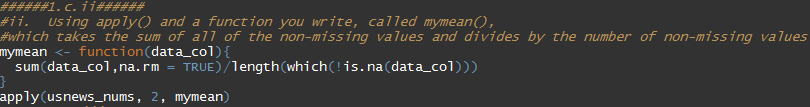 ######1.c.ii######
#ii. Using apply() and a function you write, called mymean(),
#which takes the sum of all of the non-missing values and divides by the number of non-missing values
mymean <- function(data_col){
  sum(data_col,na.rm = TRUE)/length(which(!is.na(data_col)))
}
apply(usnews_nums, 2, mymean)